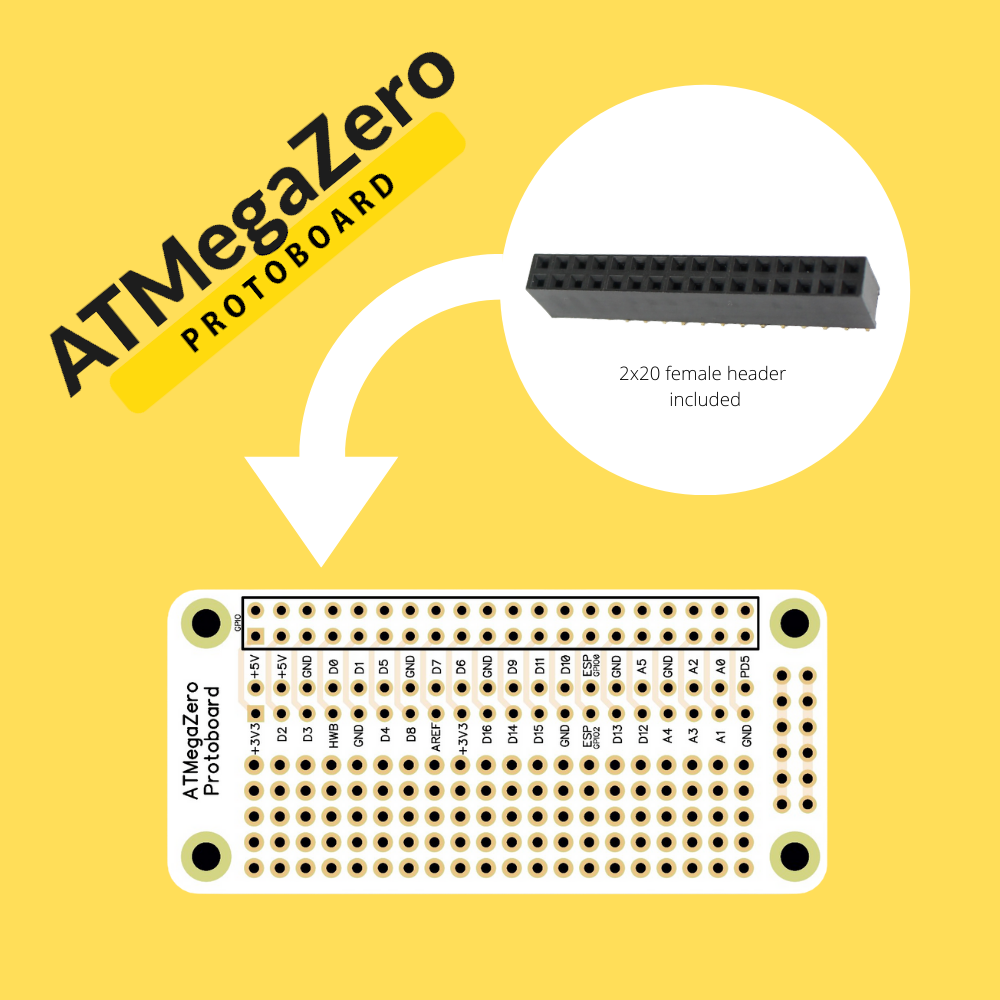 ATMegaZero
PROTOBOARD
2x20 female header
included
GPIO
+5V +5V GND D0 D1 D5 GND D7 D6 GND D9 D11 D10 ESP GPIO0 GND A5 GND A2 A0 PD5
+3V3 D2 D3 HWB GND D4 D8 AREF +3V3 D16 D14 D15 GND ESP GPIO2 D13 D12 A4 A3 A1 GND
ATMegaZero
Protoboard